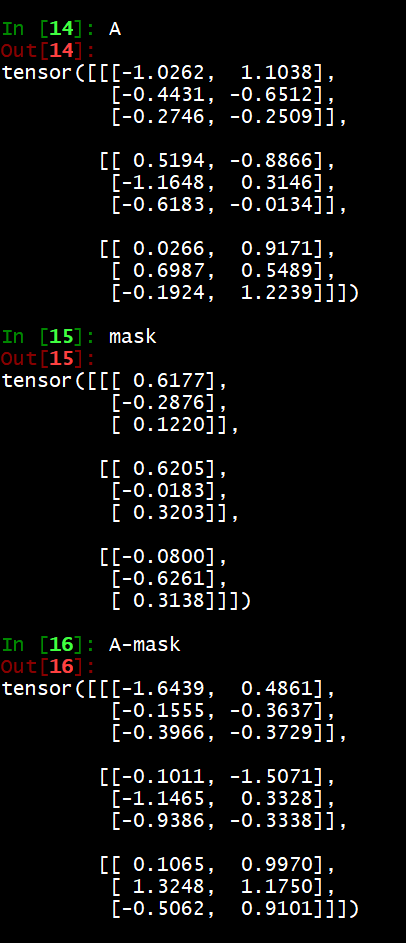 In [14]: A
Out[14]:
tensor([[[-1.0262,  1.1038],
         [-0.4431, -0.6512],
         [-0.2746, -0.2509]],

        [[ 0.5194, -0.8866],
         [-1.1648,  0.3146],
         [-0.6183, -0.0134]],

        [[ 0.0266,  0.9171],
         [ 0.6987,  0.5489],
         [-0.1924,  1.2239]]])

In [15]: mask
Out[15]:
tensor([[[ 0.6177],
         [-0.2876],
         [ 0.1220]],

        [[ 0.6205],
         [-0.0183],
         [ 0.3203]],

        [[-0.0800],
         [-0.6261],
         [ 0.3138]]])

In [16]: A-mask
Out[16]:
tensor([[[-1.6439,  0.4861],
         [-0.1555, -0.3637],
         [-0.3966, -0.3729]],

        [[-0.1011, -1.5071],
         [-1.1465,  0.3328],
         [-0.9386, -0.3338]],

        [[ 0.1065,  0.9970],
         [ 1.3248,  1.1750],
         [-0.5062,  0.9101]]])